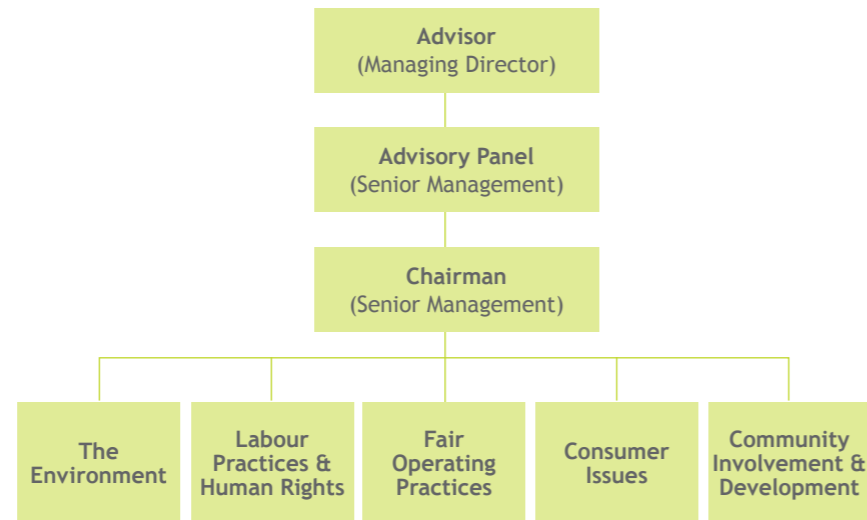 Advisor
(Managing Director)
Advisory Panel
(Senior Management)
Chairman
(Senior Management)
The
Environment
Labour
Practices &
Human Rights
Fair
Operating
Practices
Consumer
Issues
Community
Involvement &
Development